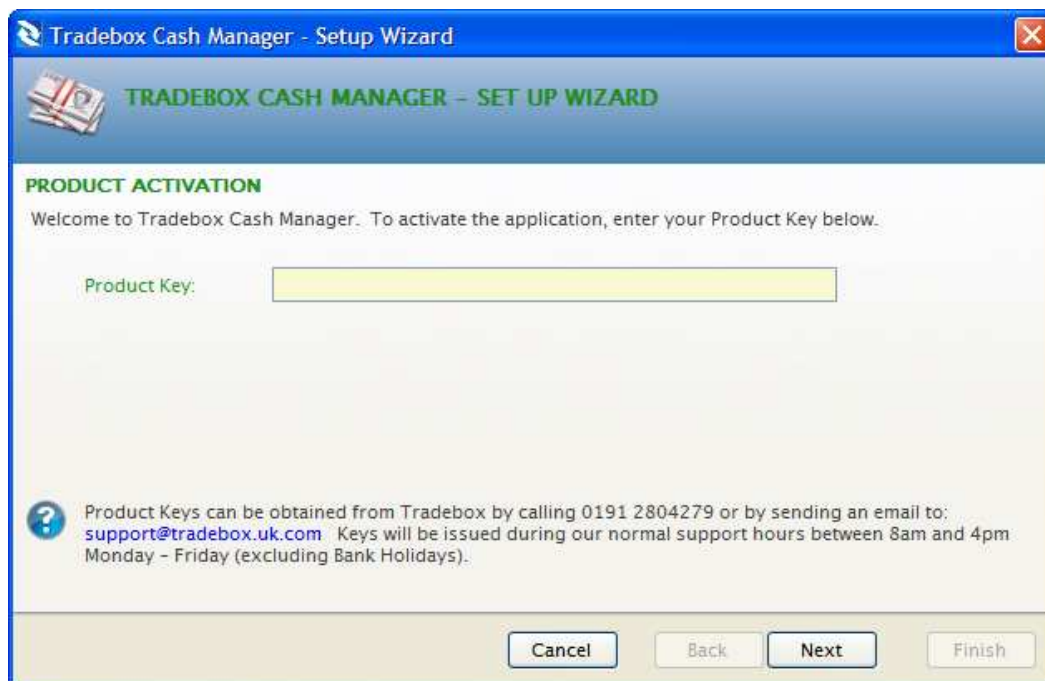 Tradebox Cash Manager - Setup Wizard
TRADEBOX CASH MANAGER – SET UP WIZARD
PRODUCT ACTIVATION
Welcome to Tradebox Cash Manager. To activate the application, enter your Product Key below.
Product Key:
Product Keys can be obtained from Tradebox by calling 0191 2804279 or by sending an email to:
support@tradebox.uk.com Keys will be issued during our normal support hours between 8am and 4pm
Monday – Friday (excluding Bank Holidays).
Cancel Back Next Finish